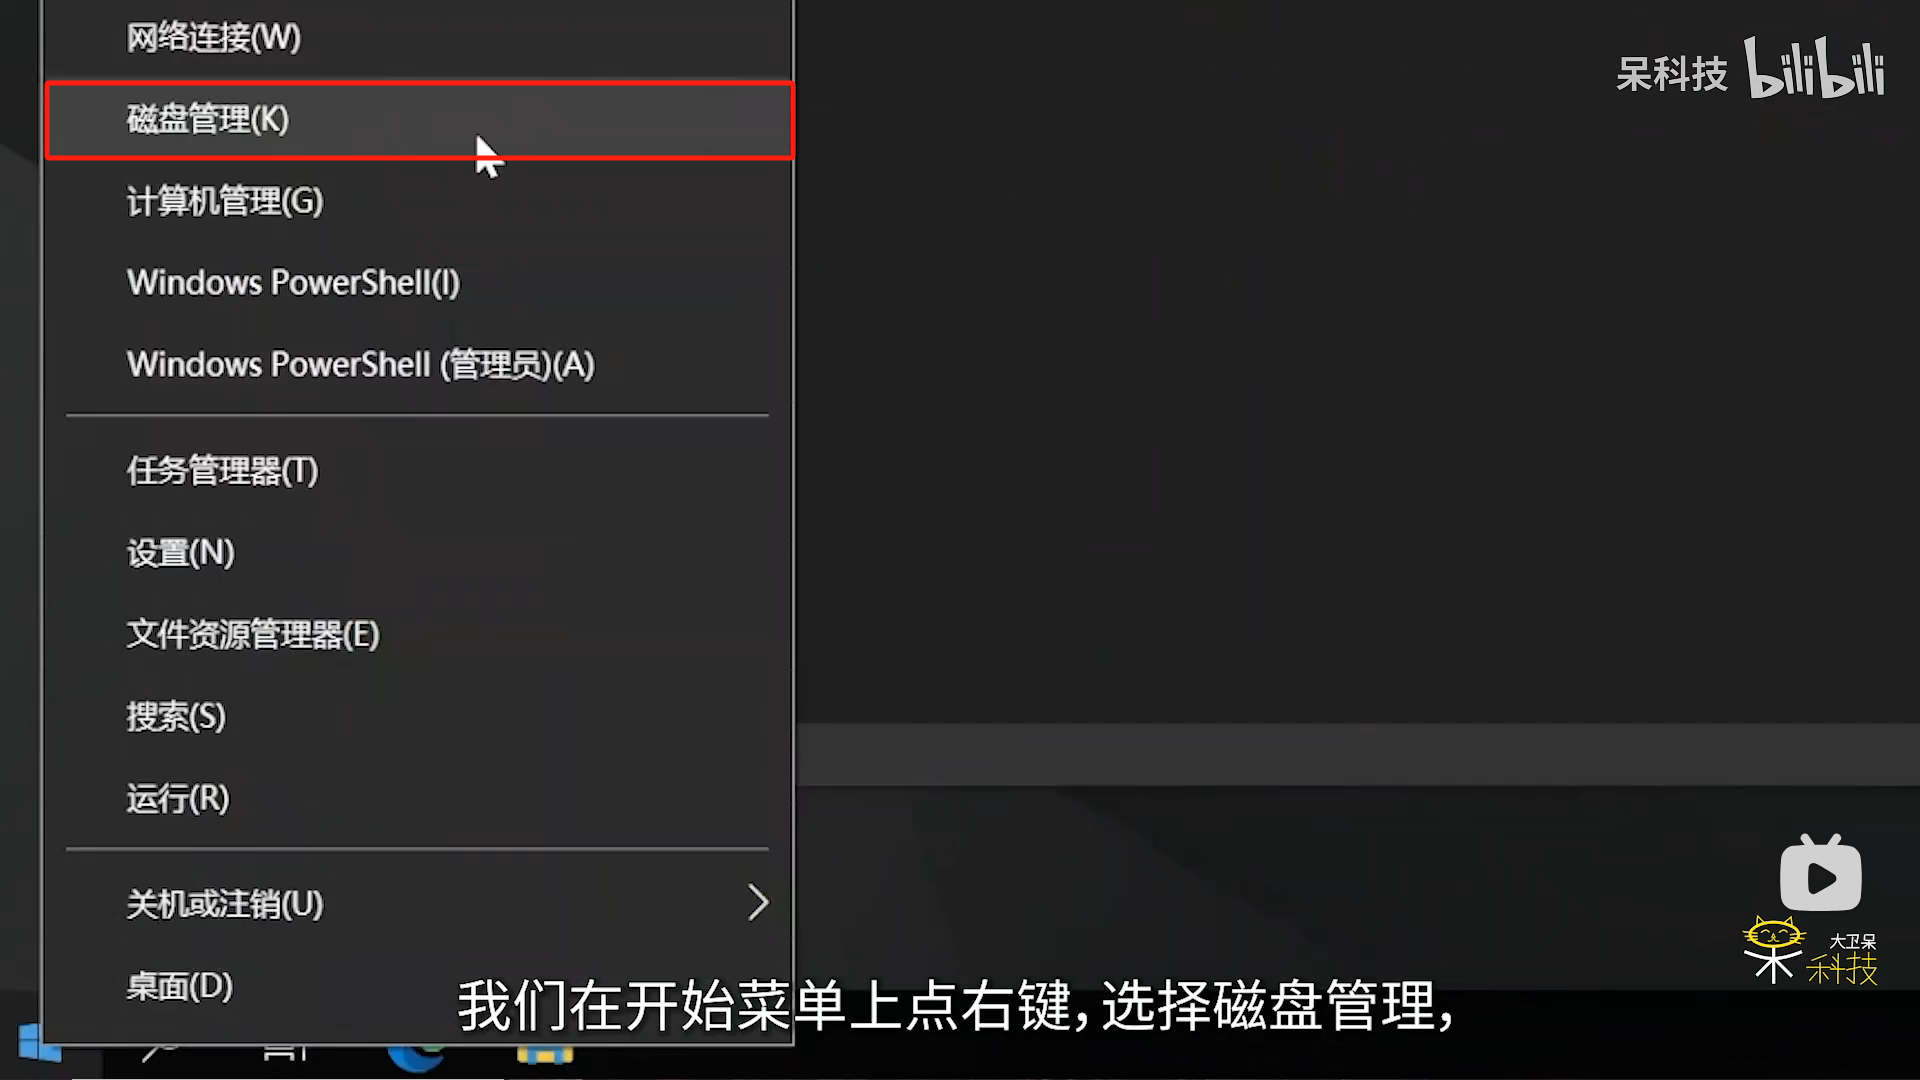 网络连接(W)
呆科技 bilibili
磁盘管理(K)
计算机管理(G)
Windows PowerShell(I)
Windows PowerShell (管理员)(A)
任务管理器(T)
设置(N)
文件资源管理器(E)
搜索(S)
运行(R)
关机或注销(U)
大卫呆
科技
桌面(D)
我们在开始菜单上点右键,选择磁盘管理,